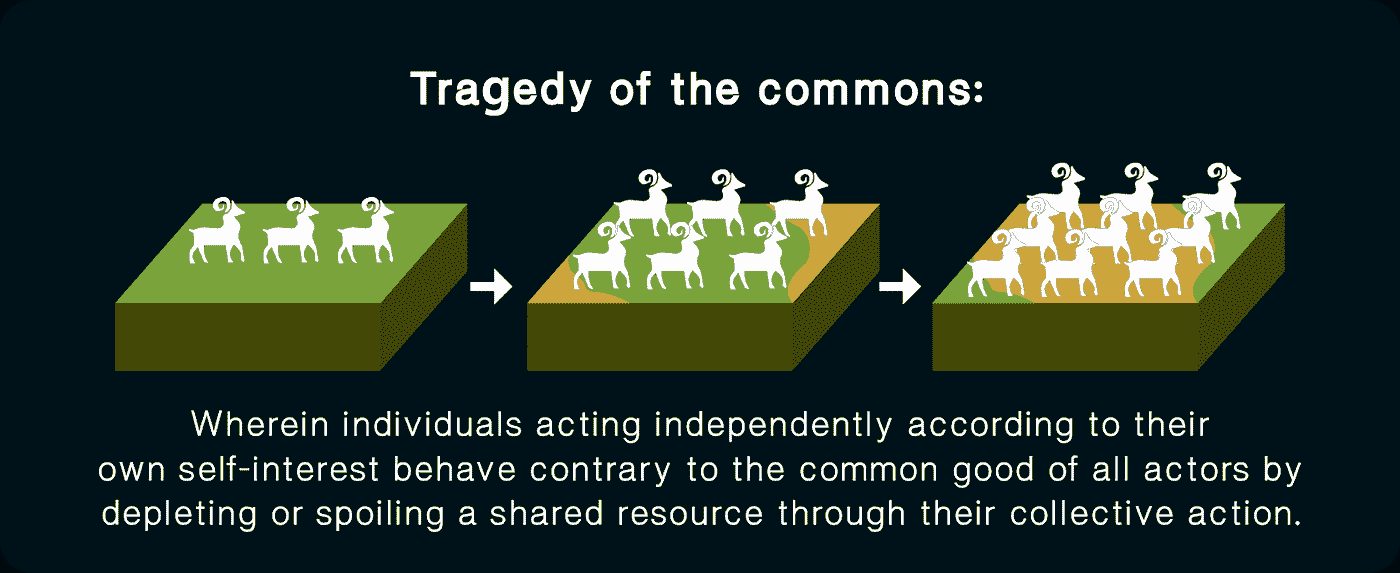 Tragedy of the commons:
Wherein individuals acting independently according to their
own self-interest behave contrary to the common good of all actors by
depleting or spoiling a shared resource through their collective action.